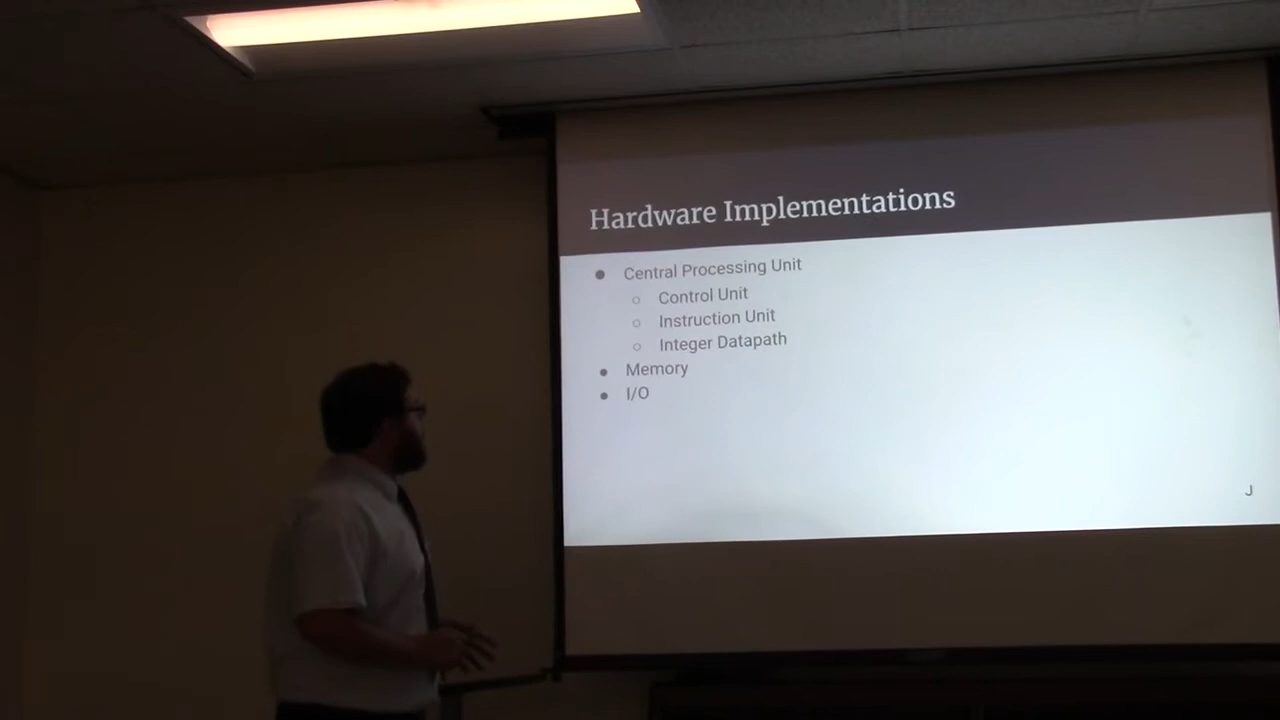 Hardware Implementations
Central Processing Unit
Control Unit
Instruction Unit
Integer Datapath
Memory
I/O
J